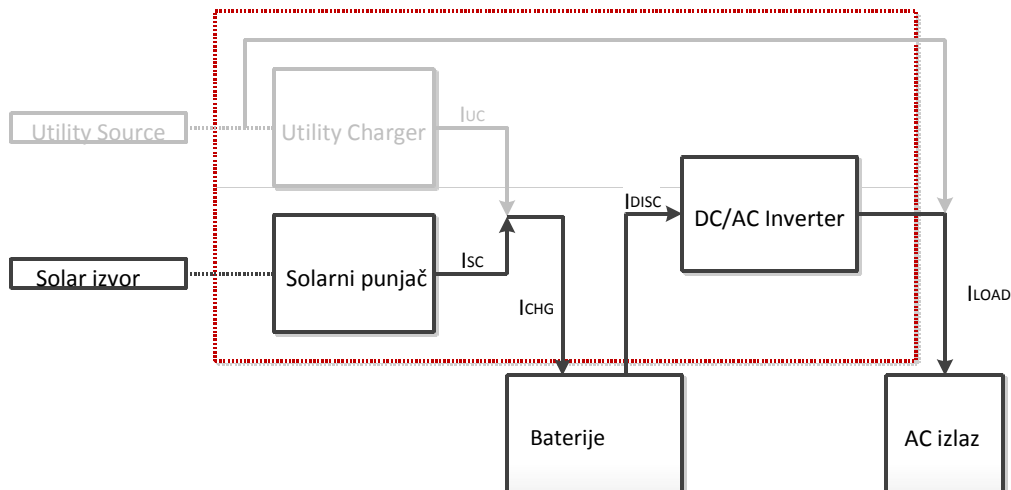 Utility Source
Utility Charger
IUC
Solar izvor
Solarni punjač
ISC
ICHG
IDISC
DC/AC Inverter
ILOAD
Baterije
AC izlaz